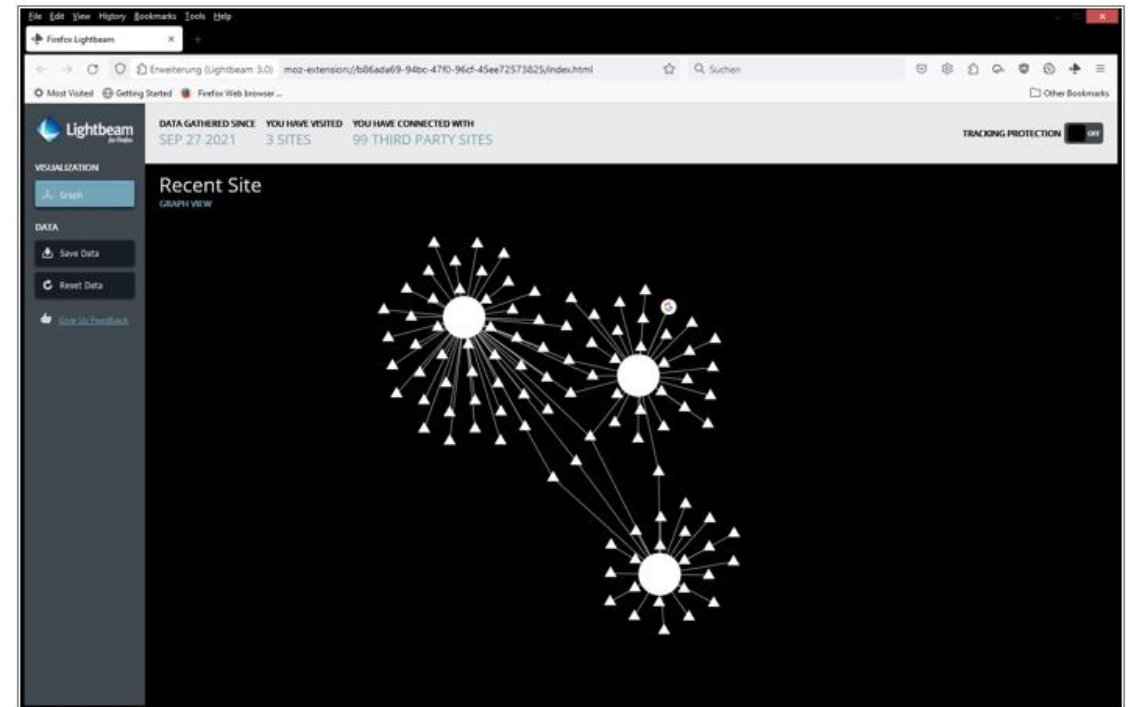 File Edit View History Bookmarks Tools Help
Firefox Lightbeam
Erweiterung (Lightbeam 3.0) moz-extension://b86ada69-94bc-47f0-96cf-45ee72573825/index.html Suchen
Most Visited Getting Started Firefox Web browser ... Other Bookmarks
Lightbeam
for Firefox
DATA GATHERED SINCE YOU HAVE VISITED YOU HAVE CONNECTED WITH
SEP 27 2021 3 SITES 99 THIRD PARTY SITES
TRACKING PROTECTION OFF
VISUALIZATION
Graph
DATA
Save Data
Reset Data
Give Us Feedback
Recent Site
GRAPH VIEW